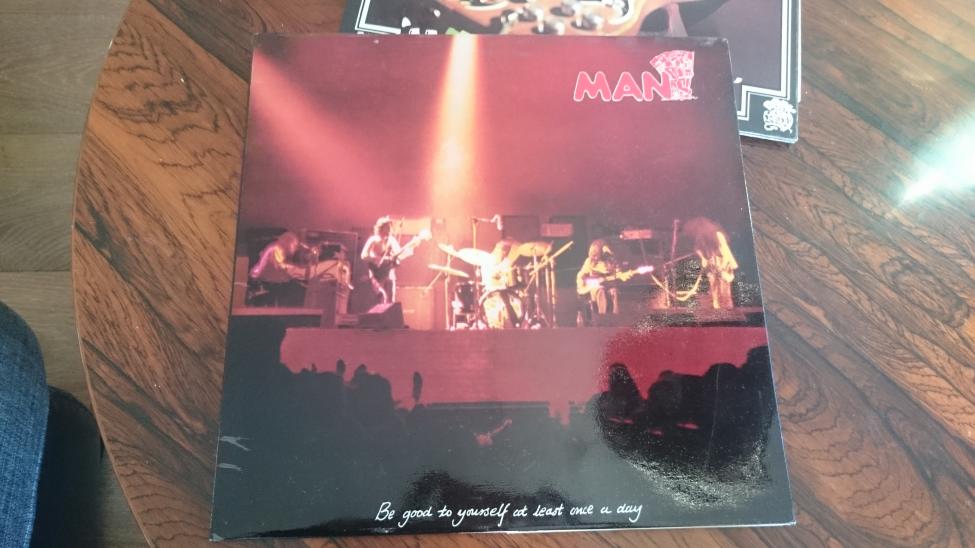 MAN
Be good to yourself at least once a day